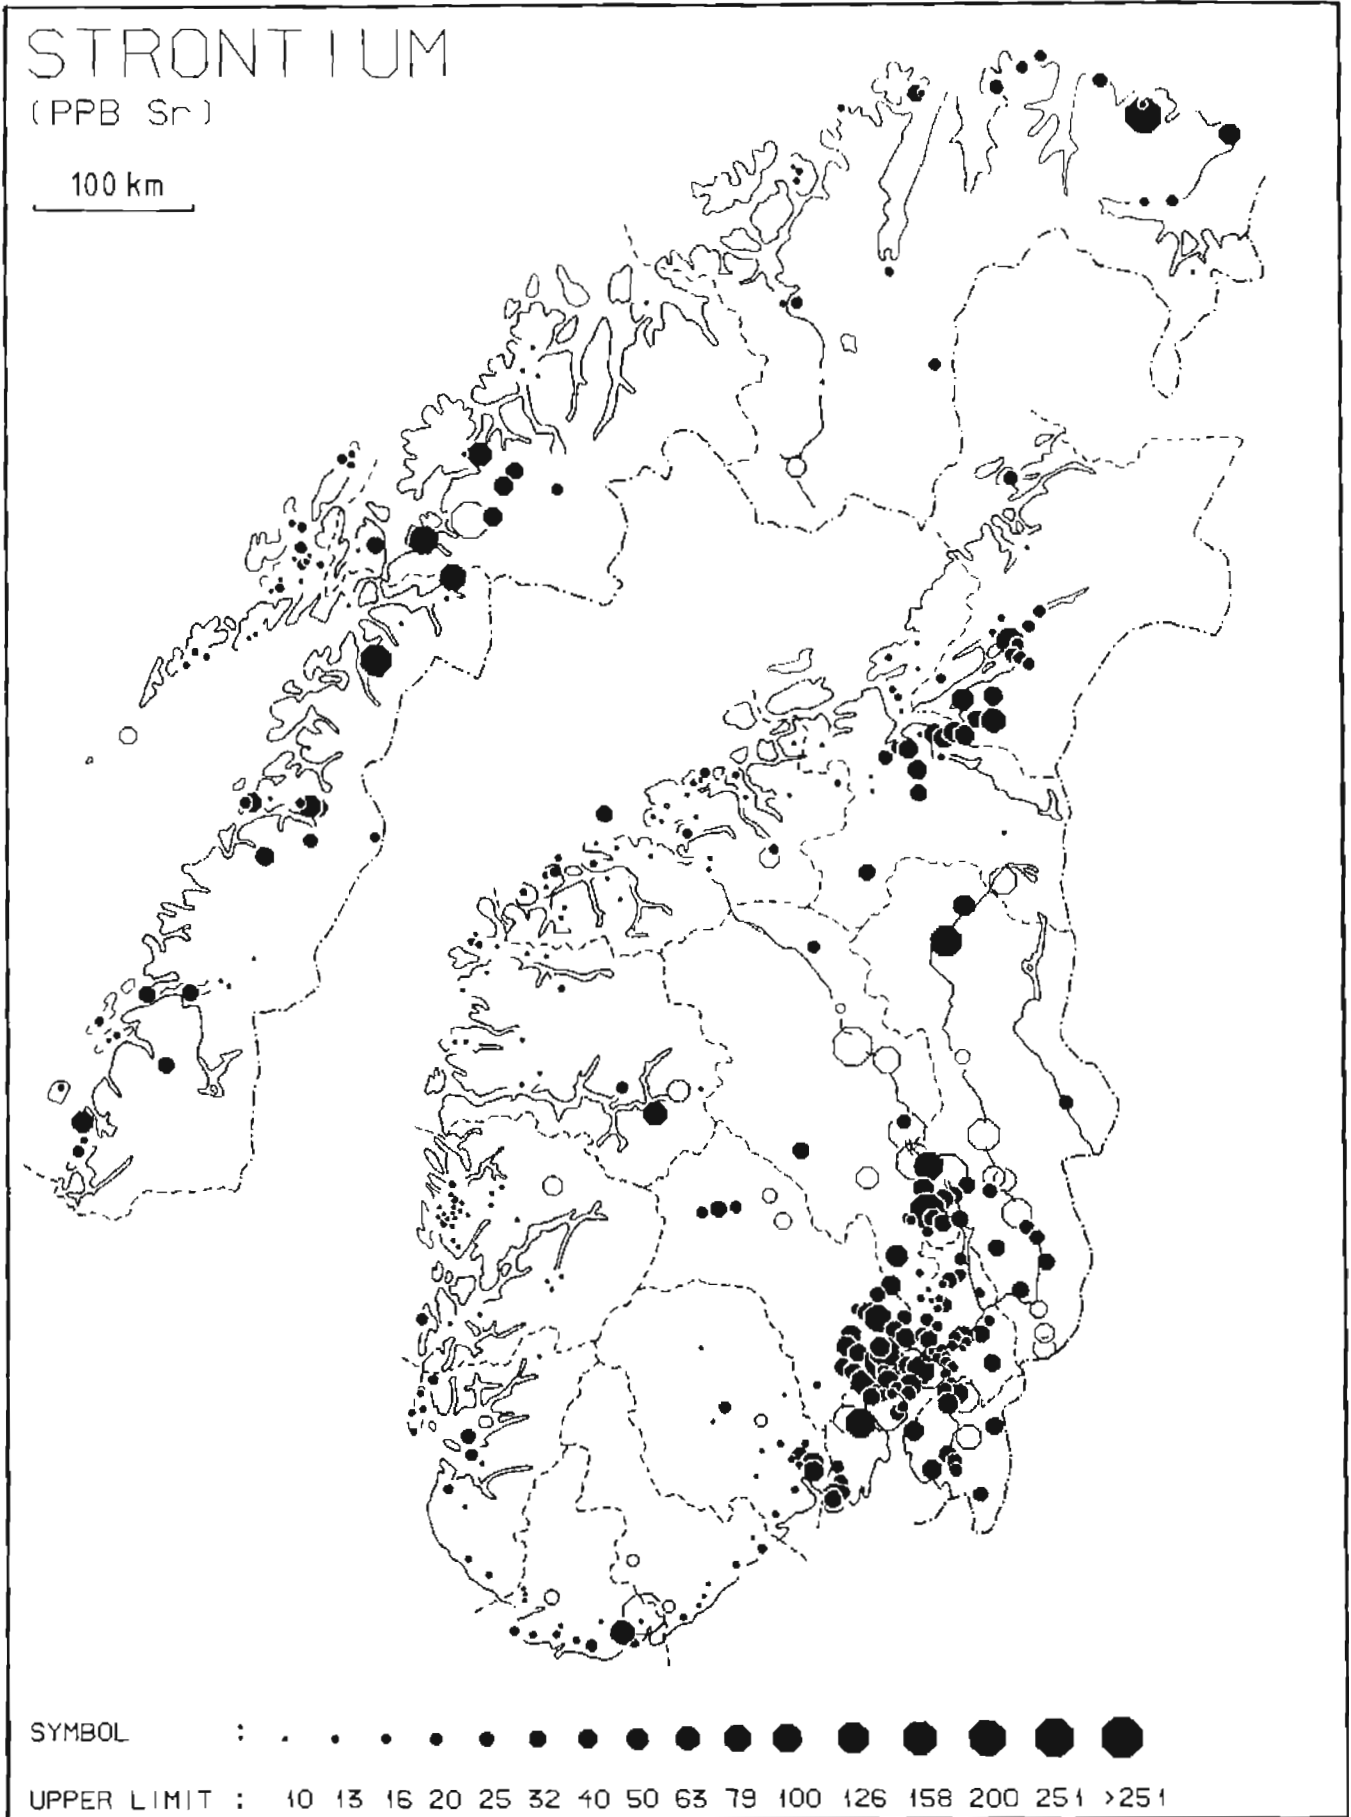 STRONTIUM
(PPB Sr)
100 km
SYMBOL :
UPPER LIMIT : 10 13 16 20 25 32 40 50 63 79 100 126 158 200 251 >251